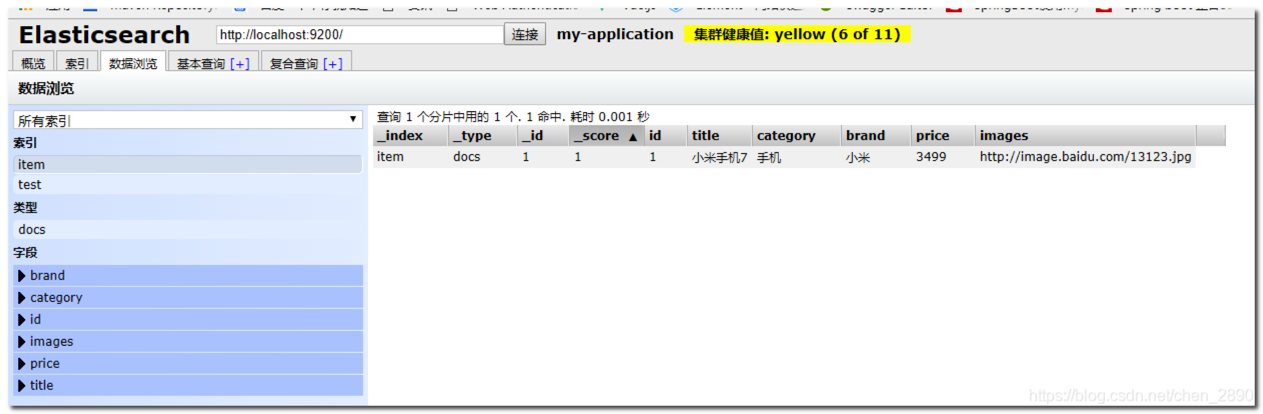 Elasticsearch http://localhost:9200/ 连接 my-application 集群健康值: yellow (6 of 11)
概览 索引 数据浏览 基本查询 [+] 复合查询 [+]
数据浏览
所有索引
索引
item
test
类型
docs
字段
brand
category
id
images
price
title
查询 1 个分片中用的 1 个. 1 命中. 耗时 0.001 秒
_index _type _id _score ▲ id title category brand price images
item docs 1 1 1 小米手机7 手机 小米 3499 http://image.baidu.com/13123.jpg
https://blog.csdn.net/chen_2890